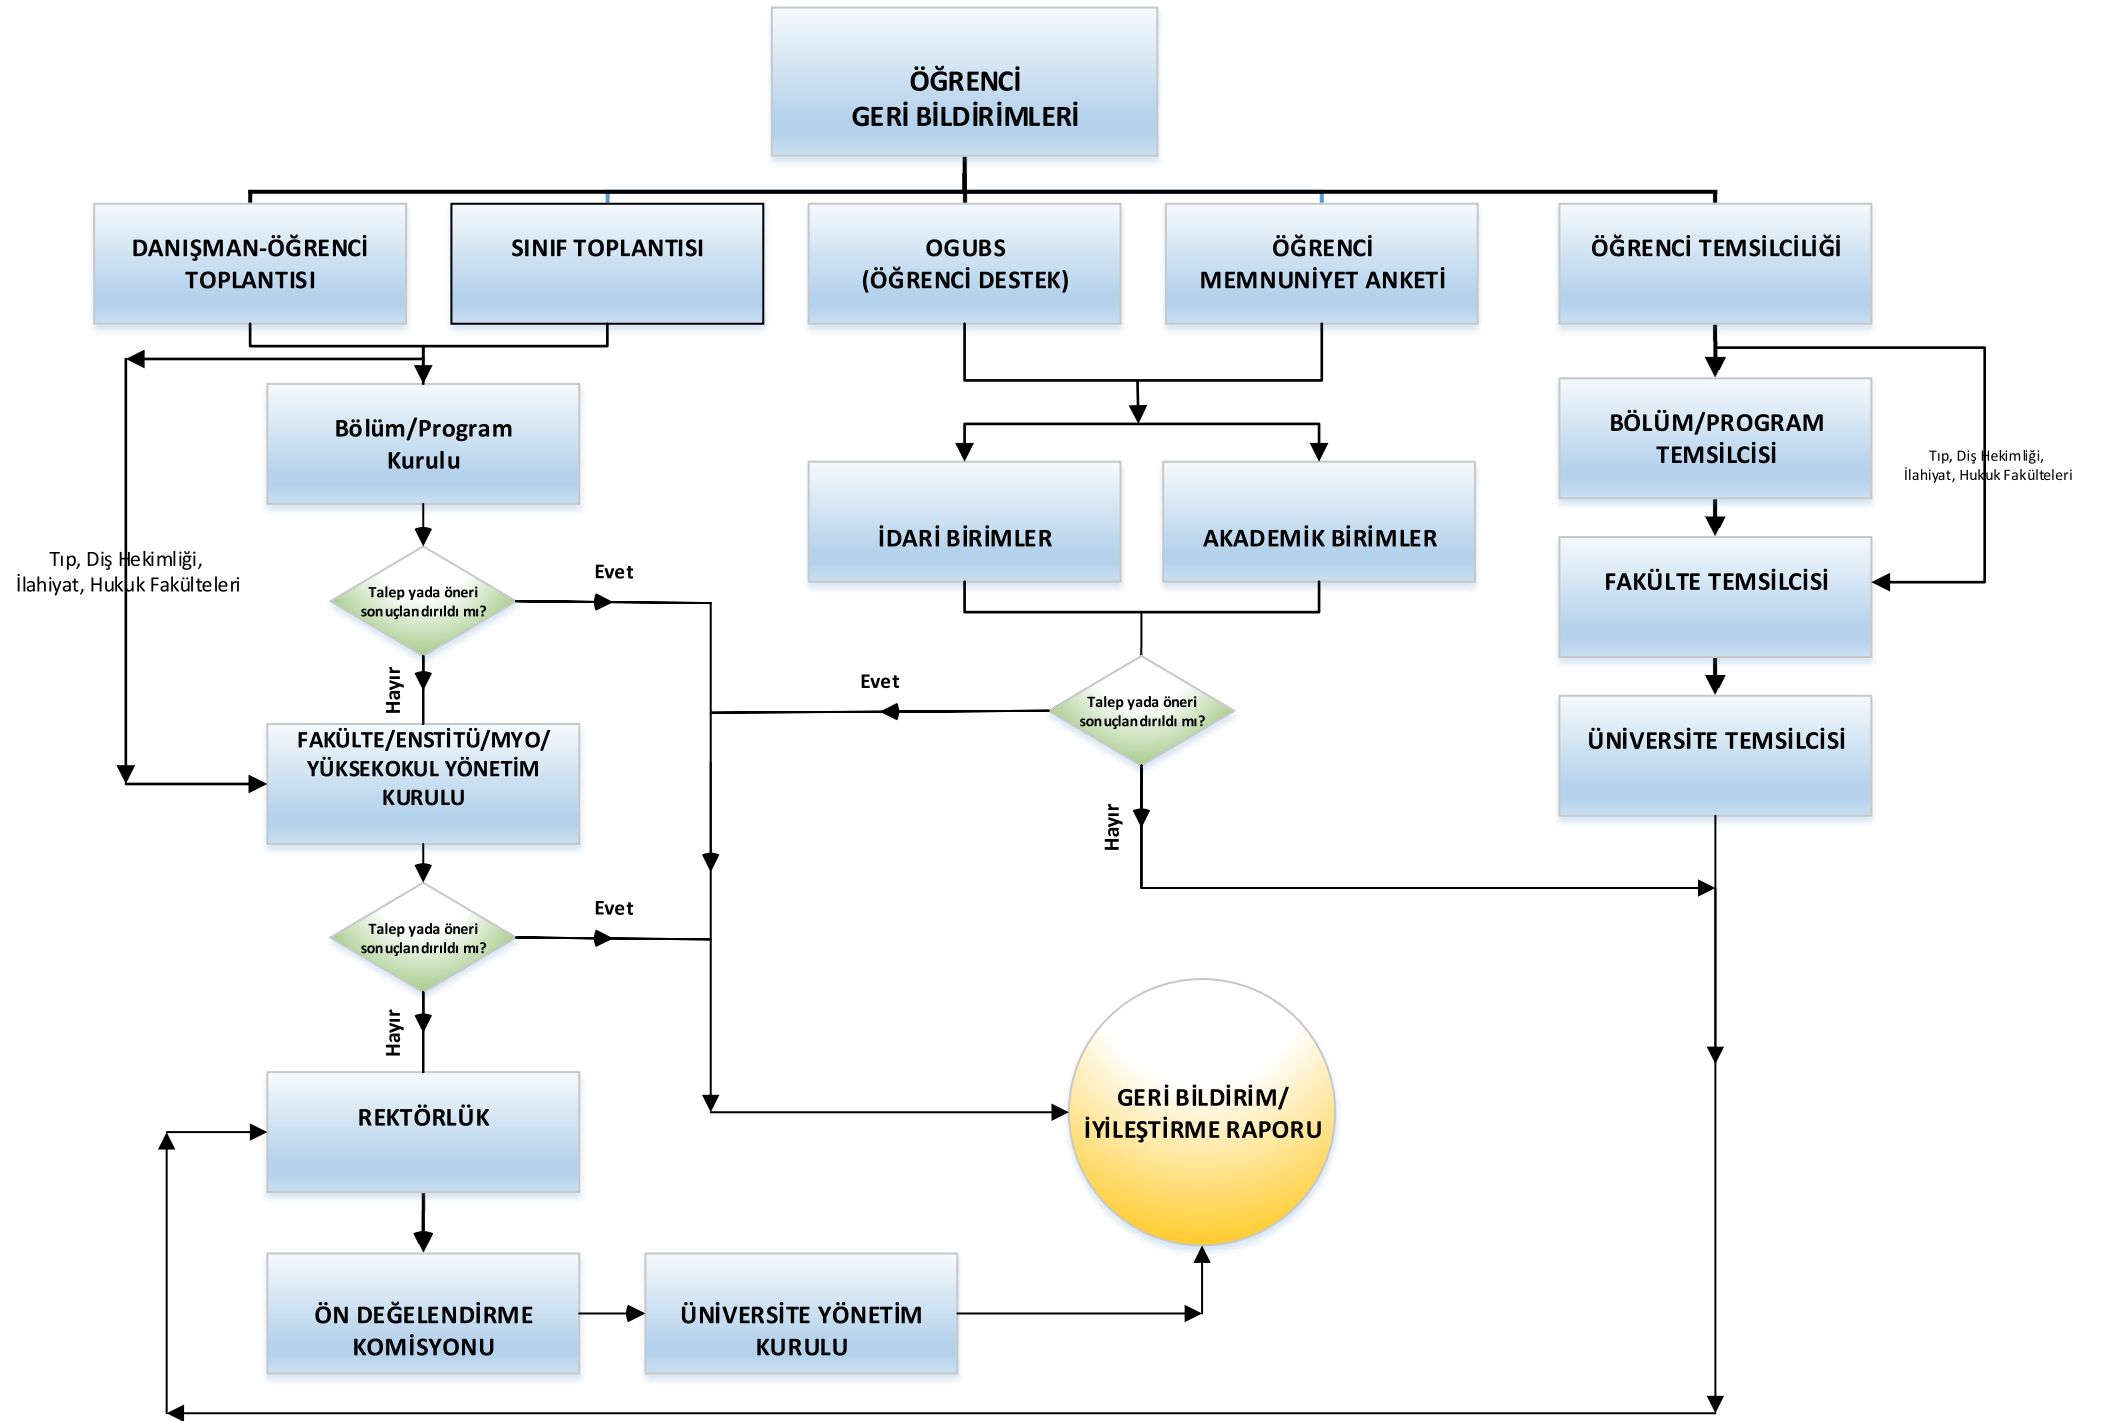 ÖĞRENCİ
GERİ BİLDİRİMLERİ
DANIŞMAN-ÖĞRENCİ
TOPLANTISI
SINIF TOPLANTISI
OGUBS
(ÖĞRENCİ DESTEK)
ÖĞRENCİ
MEMNUNİYET ANKETİ
ÖĞRENCİ TEMSİLCİLİĞİ
Bölüm/Program
Kurulu
BÖLÜM/PROGRAM
TEMSİLCİSİ
Tıp, Diş Hekimliği,
İlahiyat, Hukuk Fakülteleri
İDARİ BİRİMLER
AKADEMİK BİRİMLER
Tıp, Diş Hekimliği,
İlahiyat, Hukuk Fakülteleri
Talep yada öneri
sonuçlandırıldı mı?
Evet
FAKÜLTE TEMSİLCİSİ
Hayır
Evet
Talep yada öneri
sonuçlandırıldı mı?
FAKÜLTE/ENSTİTÜ/MYO/
YÜKSEKOKUL YÖNETİM
KURULU
ÜNİVERSİTE TEMSİLCİSİ
Hayır
Talep yada öneri
sonuçlandırıldı mı?
Evet
Hayır
REKTÖRLÜK
GERİ BİLDİRİM/
İYİLEŞTİRME RAPORU
ÖN DEĞELENDİRME
KOMİSYONU
ÜNİVERSİTE YÖNETİM
KURULU